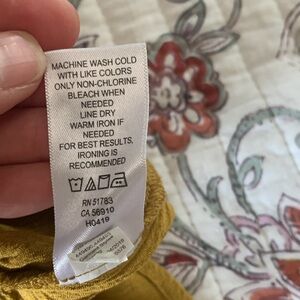 MACHINE WASH COLD
WITH LIKE COLORS
ONLY NON-CHLORINE
BLEACH WHEN
NEEDED
LINE DRY
WARM IRON IF
NEEDED
FOR BEST RESULTS,
IRONING IS
RECOMMENDED
RN 51783
CA 56910
H0419